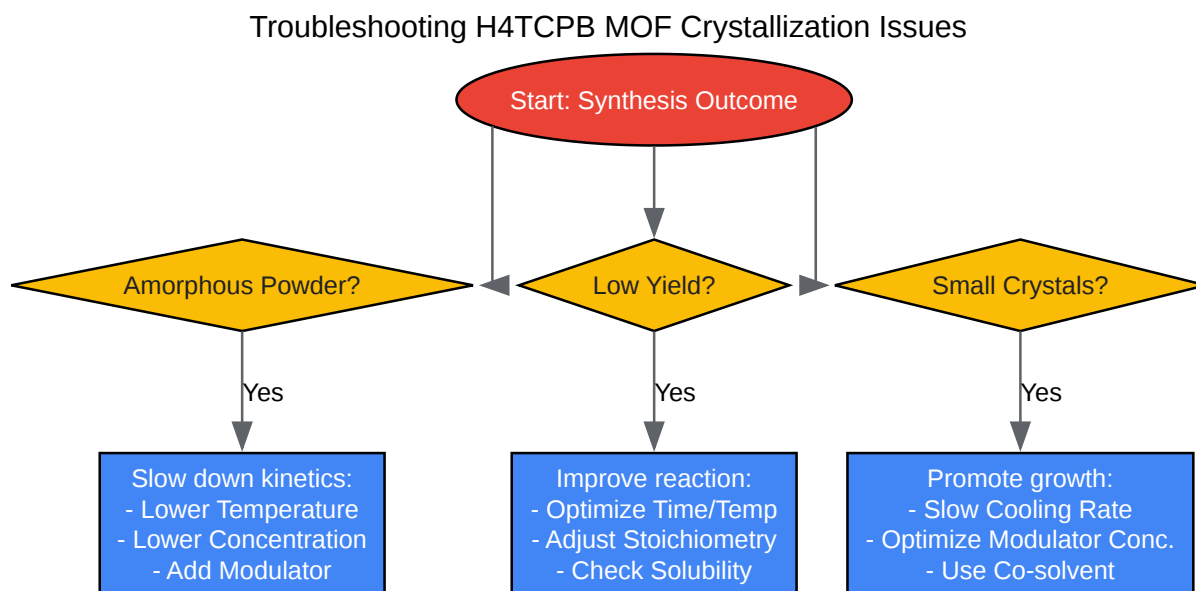 Troubleshooting H4TCPB MOF Crystallization Issues
Start: Synthesis Outcome
Amorphous Powder?
Low Yield?
Small Crystals?
Yes
Yes
Yes
Slow down kinetics:
- Lower Temperature
- Lower Concentration
- Add Modulator
Improve reaction:
- Optimize Time/Temp
- Adjust Stoichiometry
- Check Solubility
Promote growth:
- Slow Cooling Rate
- Optimize Modulator Conc.
- Use Co-solvent